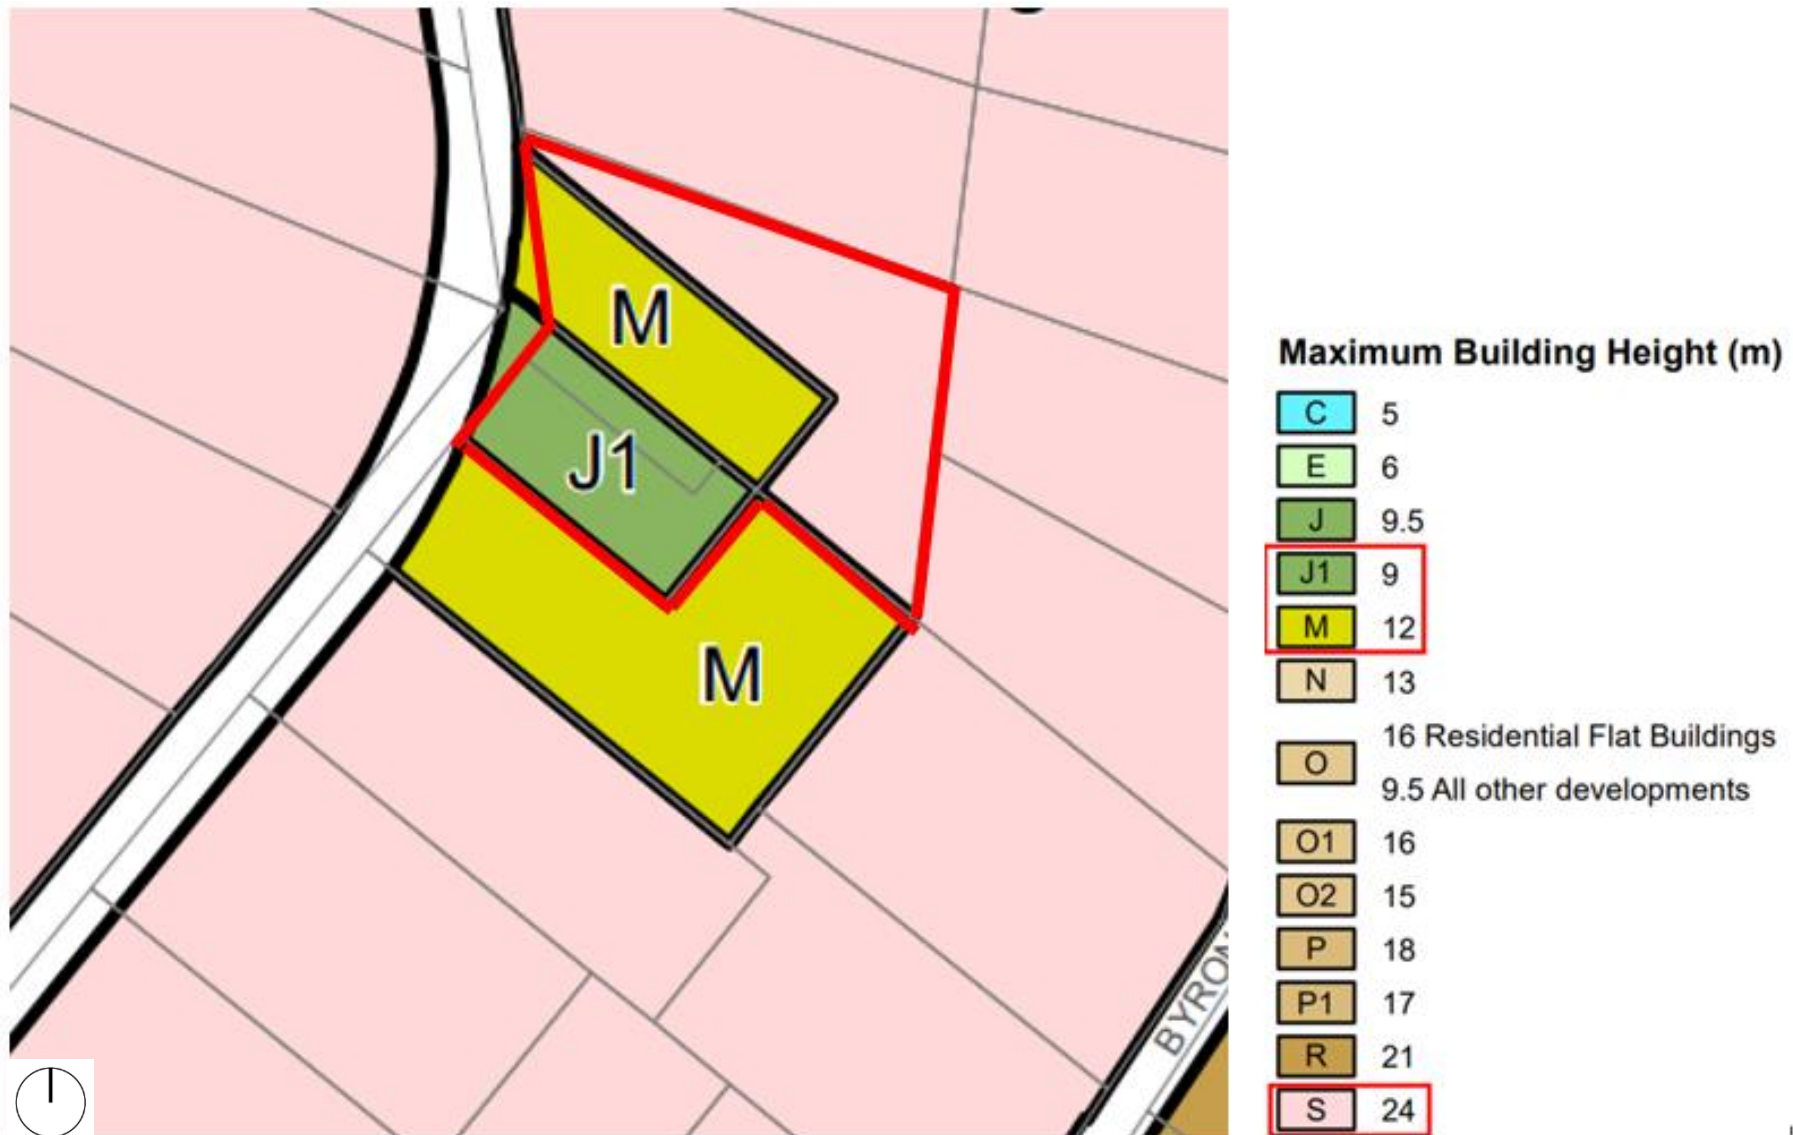 M
J1
M
BYRON
Maximum Building Height (m)
C 5
E 6
J 9.5
J1 9
M 12
N 13
O 16 Residential Flat Buildings
9.5 All other developments
O1 16
O2 15
P 18
P1 17
R 21
S 24